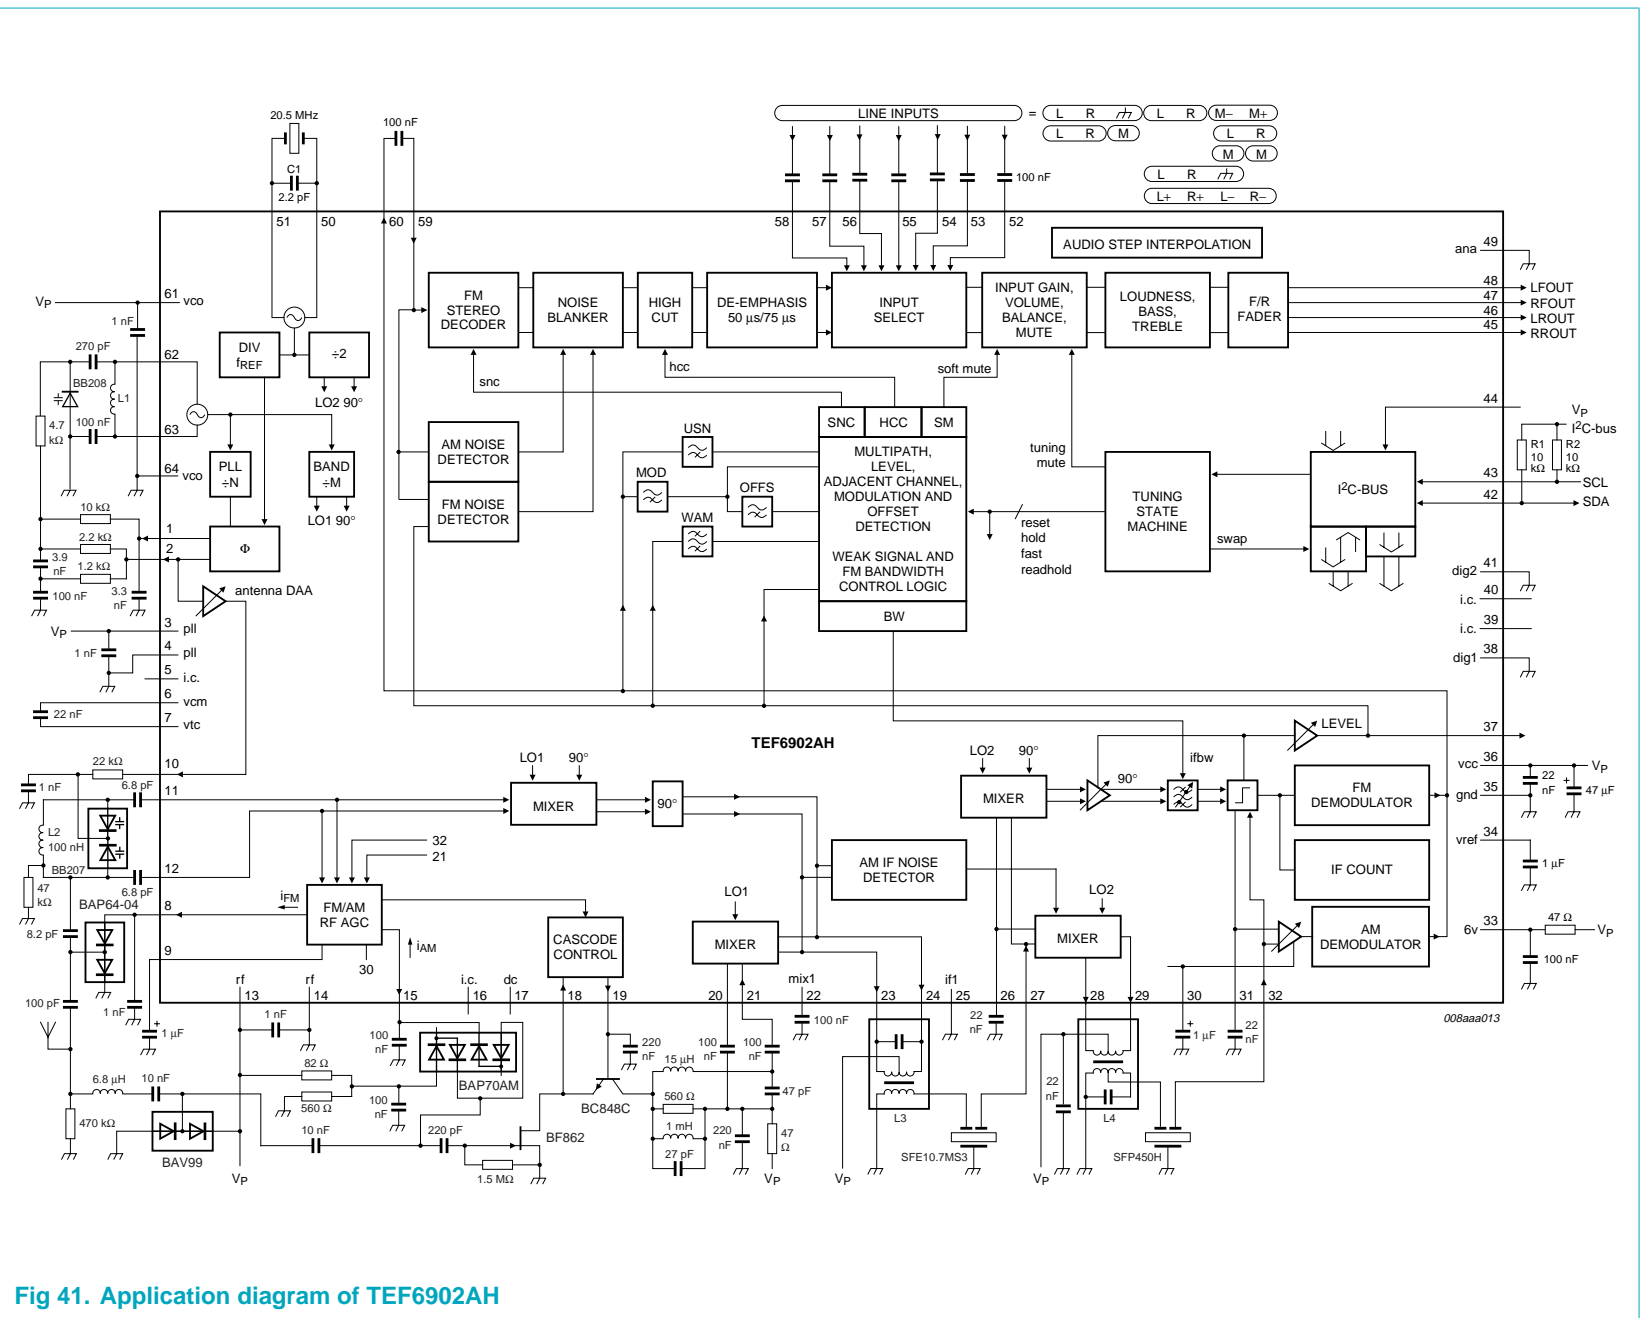 20.5 MHz
C1
2.2 pF
100 nF
LINE INPUTS
=
L R
L R
M− M+
L R
M
L R
M
M
L R
L+ R+ L− R−
100 nF
51
50
60
59
58
57
56
55
54
53
52
AUDIO STEP INTERPOLATION
ana
49
VP
61
vco
1 nF
FM
STEREO
DECODER
NOISE
BLANKER
HIGH
CUT
DE-EMPHASIS
50 µs/75 µs
INPUT
SELECT
INPUT GAIN,
VOLUME,
BALANCE,
MUTE
LOUDNESS,
BASS,
TREBLE
F/R
FADER
48
LFOUT
47
RFOUT
46
LROUT
45
RROUT
DIV
fREF
÷2
LO2 90°
270 pF
62
BB208
L1
100 nF
4.7
kΩ
63
64
vco
snc
hcc
soft mute
SNC
HCC
SM
44
VP
I2C-bus
R1
10
kΩ
R2
10
kΩ
43
SCL
42
SDA
AM NOISE
DETECTOR
FM NOISE
DETECTOR
USN
MOD
OFFS
WAM
MULTIPATH,
LEVEL,
ADJACENT CHANNEL,
MODULATION AND
OFFSET
DETECTION
WEAK SIGNAL AND
FM BANDWIDTH
CONTROL LOGIC
BW
tuning
mute
TUNING
STATE
MACHINE
I2C-BUS
swap
reset
hold
fast
readhold
PLL
÷N
BAND
÷M
LO1 90°
10 kΩ
1
2.2 kΩ
2
Φ
3.9
nF
1.2 kΩ
100 nF
3.3
nF
antenna DAA
VP
3
pll
1 nF
4
pll
5
i.c.
6
vcm
22 nF
7
vtc
dig2
41
i.c.
40
i.c.
39
dig1
38
TEF6902AH
LEVEL
37
LO1
90°
MIXER
90°
LO2
90°
MIXER
90°
ifbw
vcc
36
VP
22
nF
+
47 µF
gnd
35
FM
DEMODULATOR
vref
34
1 µF
IF COUNT
22 kΩ
10
1 nF
6.8 pF
11
L2
100 nH
BB207
12
6.8 pF
47
kΩ
BAP64-04
8
8.2 pF
9
32
21
iFM
FM/AM
RF AGC
iAM
30
AM IF NOISE
DETECTOR
LO1
MIXER
LO2
MIXER
CASCODE
CONTROL
AM
DEMODULATOR
6v
33
47 Ω
VP
100 nF
008aaa013
rf
13
rf
14
15
i.c.
16
dc
17
18
19
20
21
mix1
22
23
24
if1
25
26
27
28
29
30
31
32
100 pF
1 nF
+
1 µF
1 nF
82 Ω
560 Ω
100
nF
100
nF
BAP70AM
220
nF
BC848C
100
nF
100
nF
15 µH
47 pF
560 Ω
1 mH
27 pF
220
nF
47
Ω
VP
100 nF
VP
L3
SFE10.7MS3
22
nF
22
nF
VP
L4
SFP450H
+
1 µF
22
nF
6.8 µH
10 nF
470 kΩ
BAV99
VP
10 nF
220 pF
BF862
1.5 MΩ
Fig 41. Application diagram of TEF6902AH